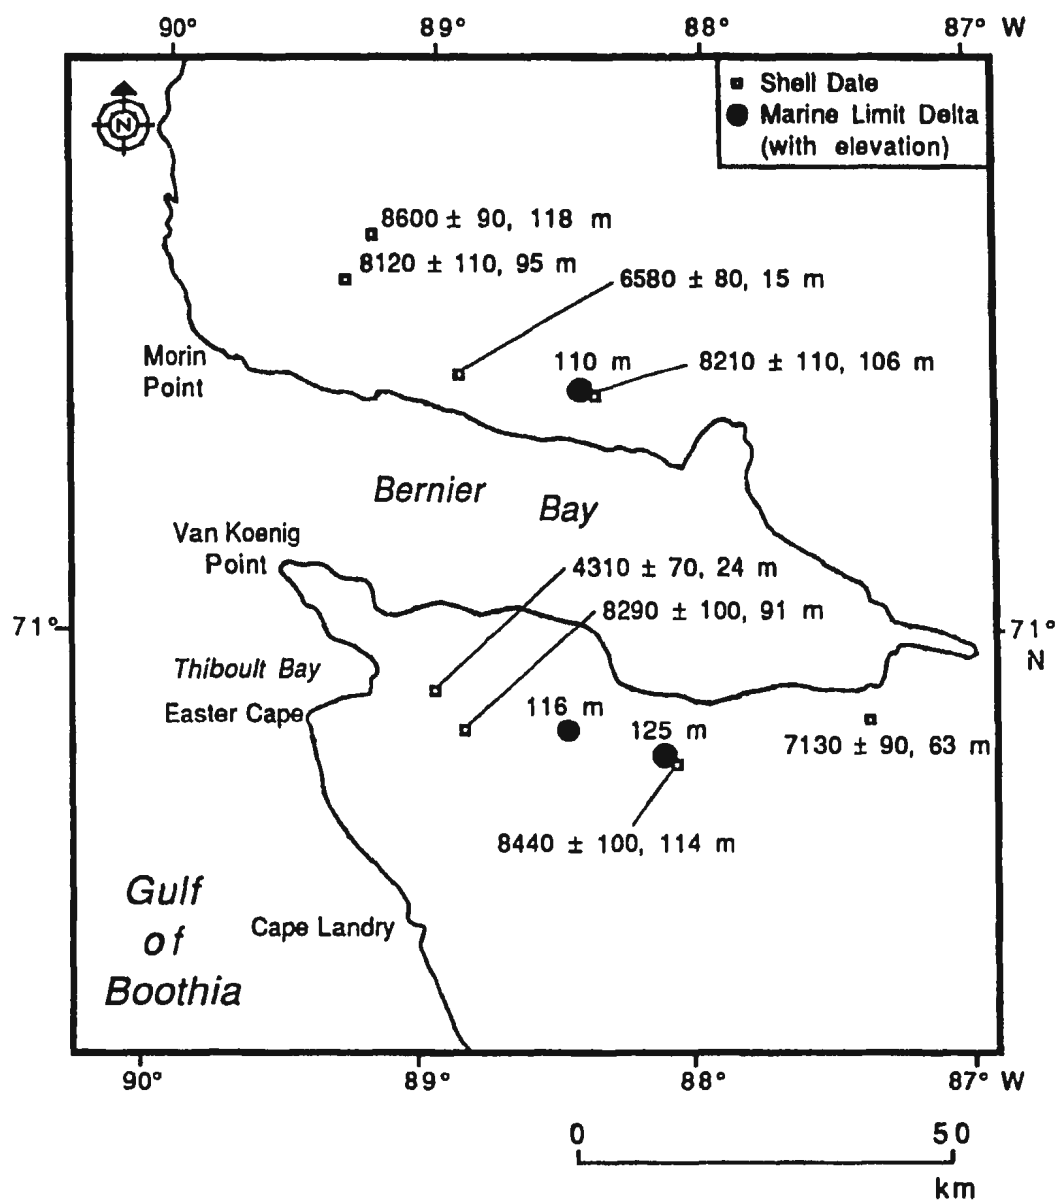 90° 89° 88° 87° W
N
Shell Date
Marine Limit Delta
(with elevation)
8600 ± 90, 118 m
8120 ± 110, 95 m
6580 ± 80, 15 m
Morin
Point
110 m
8210 ± 110, 106 m
Bernier
Bay
Van Koenig
Point
4310 ± 70, 24 m
8290 ± 100, 91 m
71°
71°
N
Thiboult Bay
Easter Cape
116 m
125 m
7130 ± 90, 63 m
8440 ± 100, 114 m
Gulf
of
Boothia
Cape Landry
90° 89° 88° 87° W
0 50
km